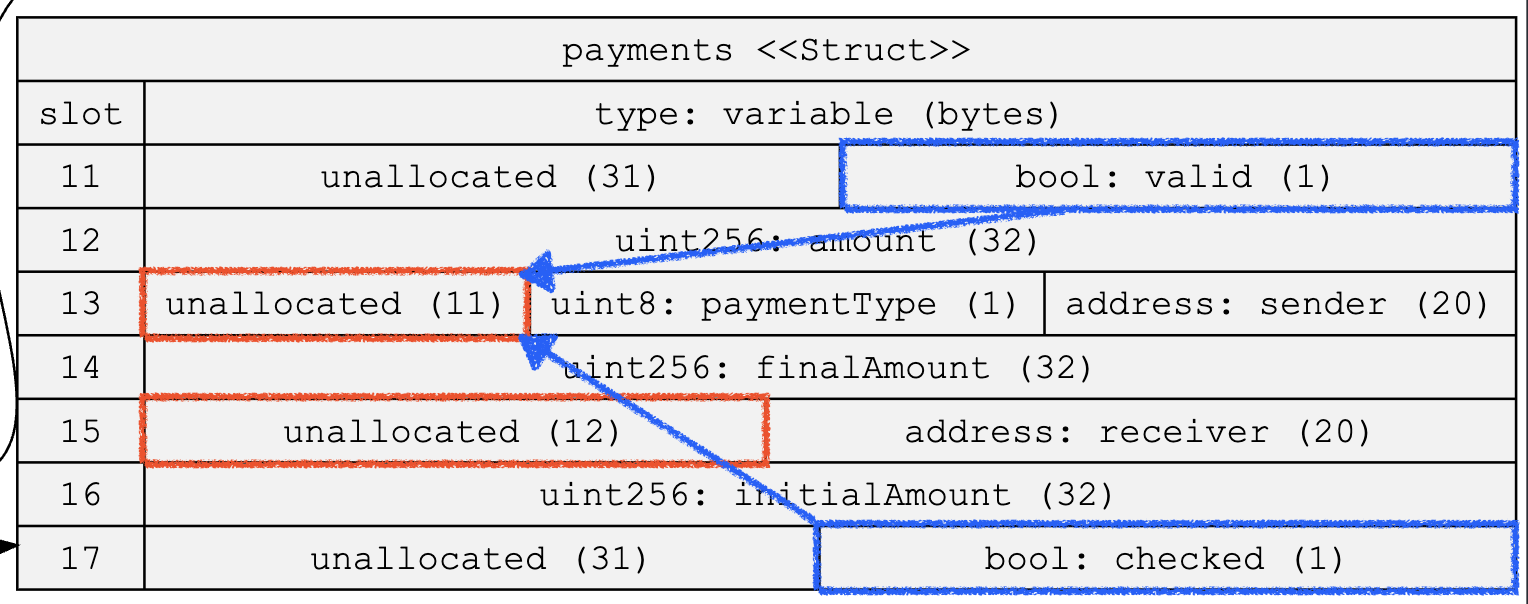 payments <<Struct>>
slot type: variable (bytes)
11 unallocated (31) bool: valid (1)
12 uint256: amount (32)
13 unallocated (11) uint8: paymentType (1) address: sender (20)
14 uint256: finalAmount (32)
15 unallocated (12) address: receiver (20)
16 uint256: initialAmount (32)
17 unallocated (31) bool: checked (1)